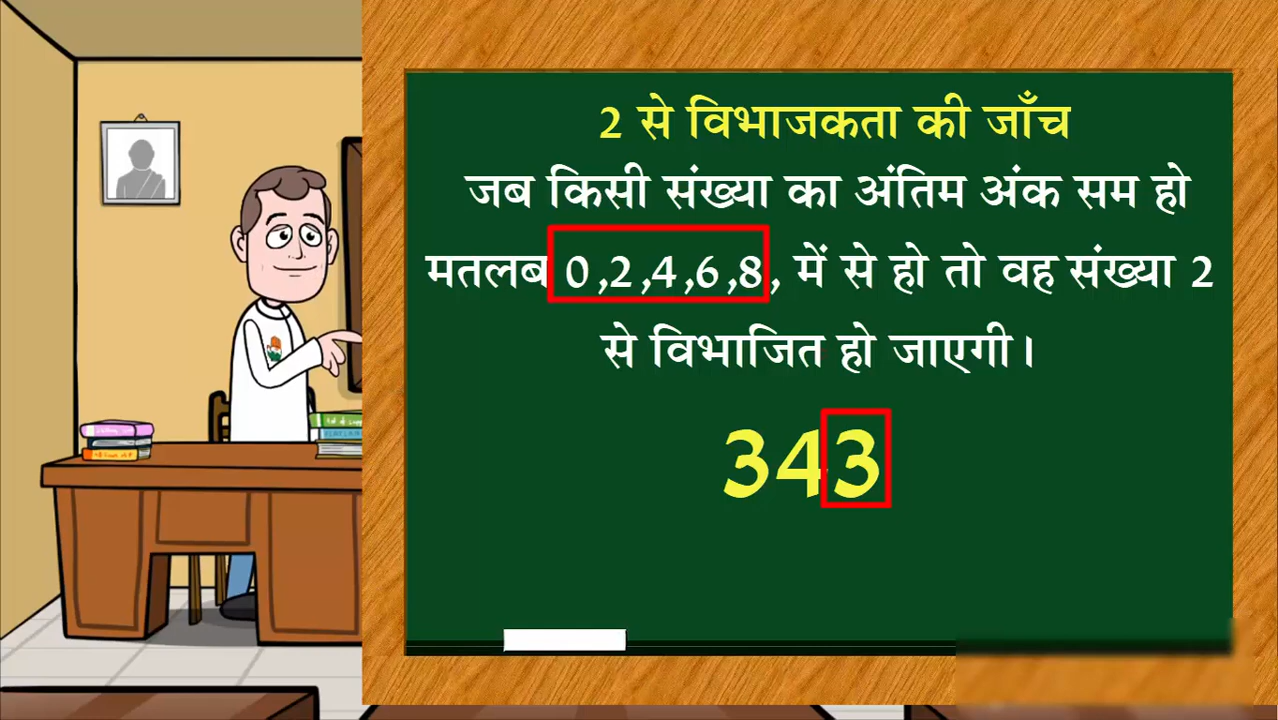 2 से विभाजकता की जाँच
जब किसी संख्या का अंतिम अंक सम हो
मतलब 0 ,2 ,4 ,6 ,8 , में से हो तो वह संख्या 2
से विभाजित हो जाएगी।
343